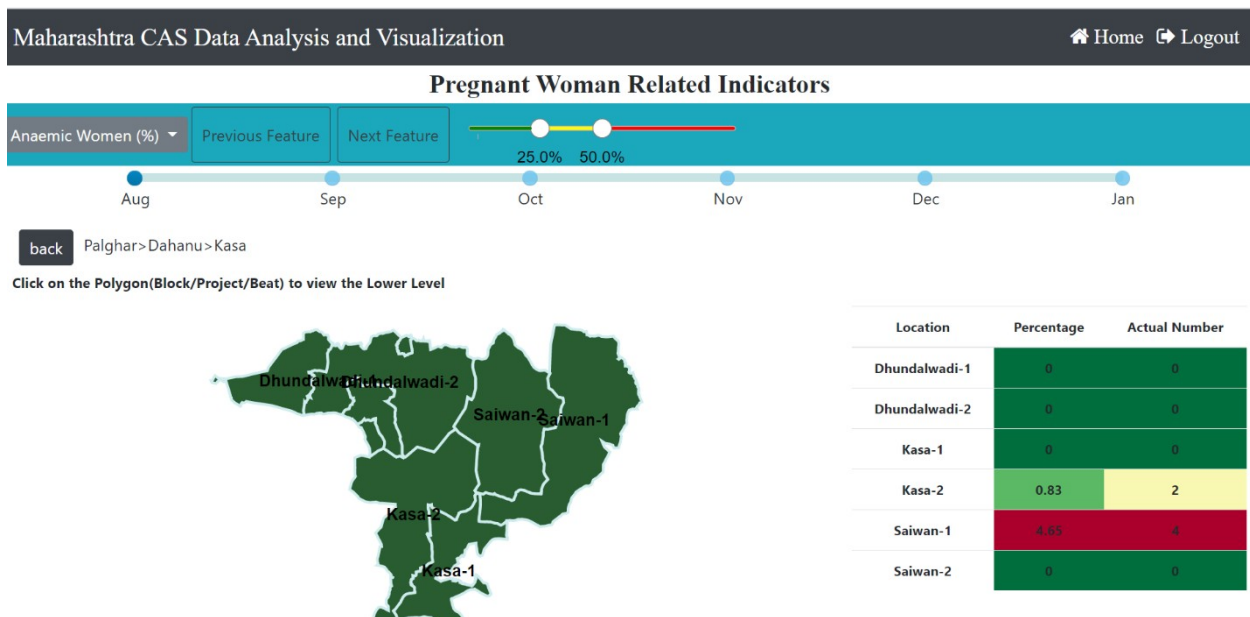 Maharashtra CAS Data Analysis and Visualization Home Logout
Pregnant Woman Related Indicators
Anaemic Women (%) Previous Feature Next Feature
25.0% 50.0%
Aug Sep Oct Nov Dec Jan
back Palghar>Dahanu>Kasa
Click on the Polygon(Block/Project/Beat) to view the Lower Level
Dhundalwadi-1
Dhundalwadi-2
Saiwan-2
Saiwan-1
Kasa-2
Kasa-1
Location Percentage Actual Number
Dhundalwadi-1 0 0
Dhundalwadi-2 0 0
Kasa-1 0 0
Kasa-2 0.83 2
Saiwan-1 4.65 4
Saiwan-2 0 0